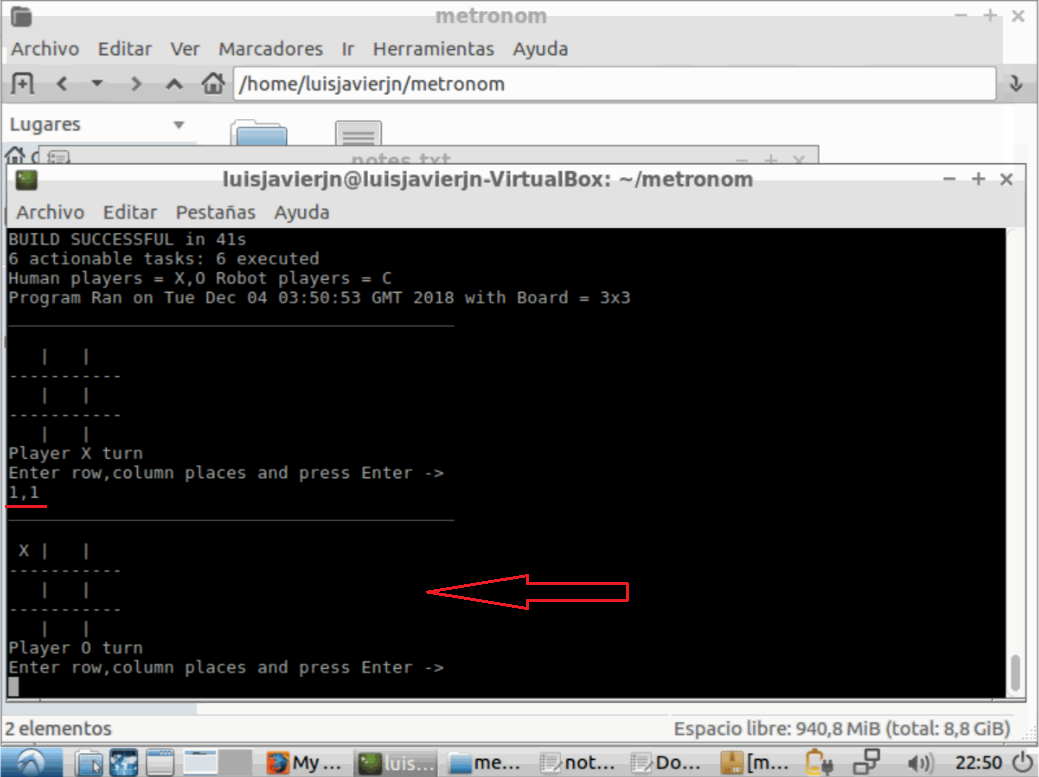 metronom
Archivo Editar Ver Marcadores Ir Herramientas Ayuda
/home/luisjavierjn/metronom
Lugares
notes.txt
luisjavierjn@luisjavierjn-VirtualBox: ~/metronom
Archivo Editar Pestañas Ayuda
BUILD SUCCESSFUL in 41s
6 actionable tasks: 6 executed
Human players = X,O Robot players = C
Program Ran on Tue Dec 04 03:50:53 GMT 2018 with Board = 3x3
___________________________________________
| |
-----------
| |
-----------
| |
Player X turn
Enter row,column places and press Enter ->
1,1
___________________________________________
X | |
-----------
| |
-----------
| |
Player O turn
Enter row,column places and press Enter ->
2 elementos
Espacio libre: 940,8 MiB (total: 8,8 GiB)
My ... luis... me... not... Do... [m... 22:50